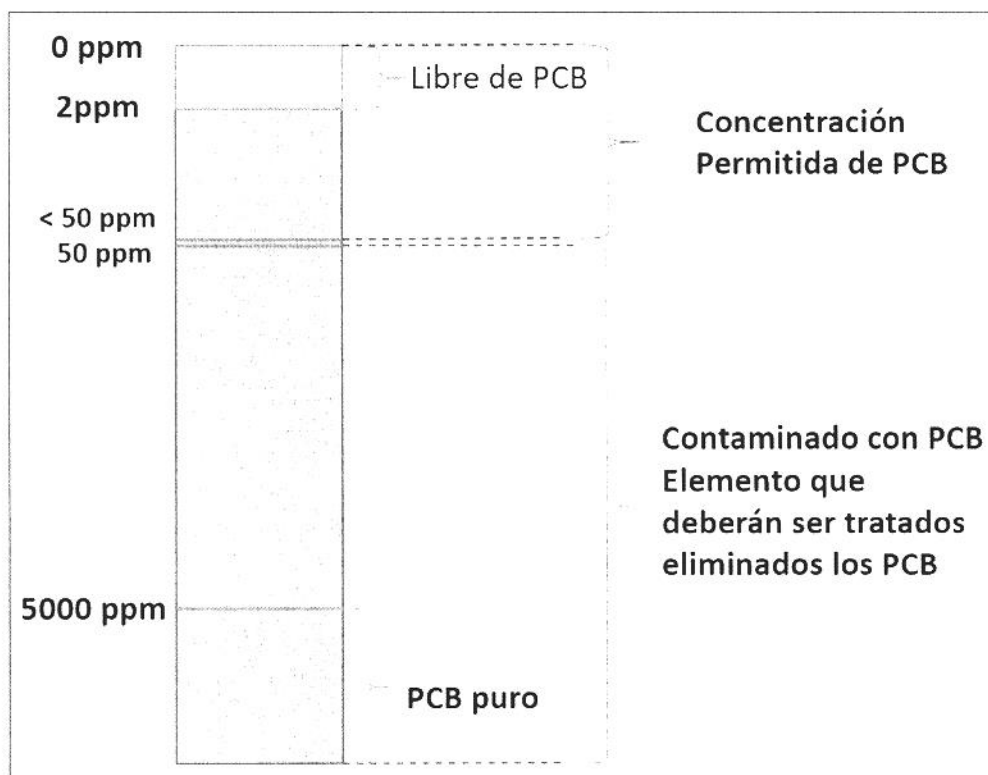 0 ppm
Libre de PCB
2ppm
Concentración
Permitida de PCB
< 50 ppm
50 ppm
Contaminado con PCB
Elemento que
deberán ser tratados
eliminados los PCB
5000 ppm
PCB puro